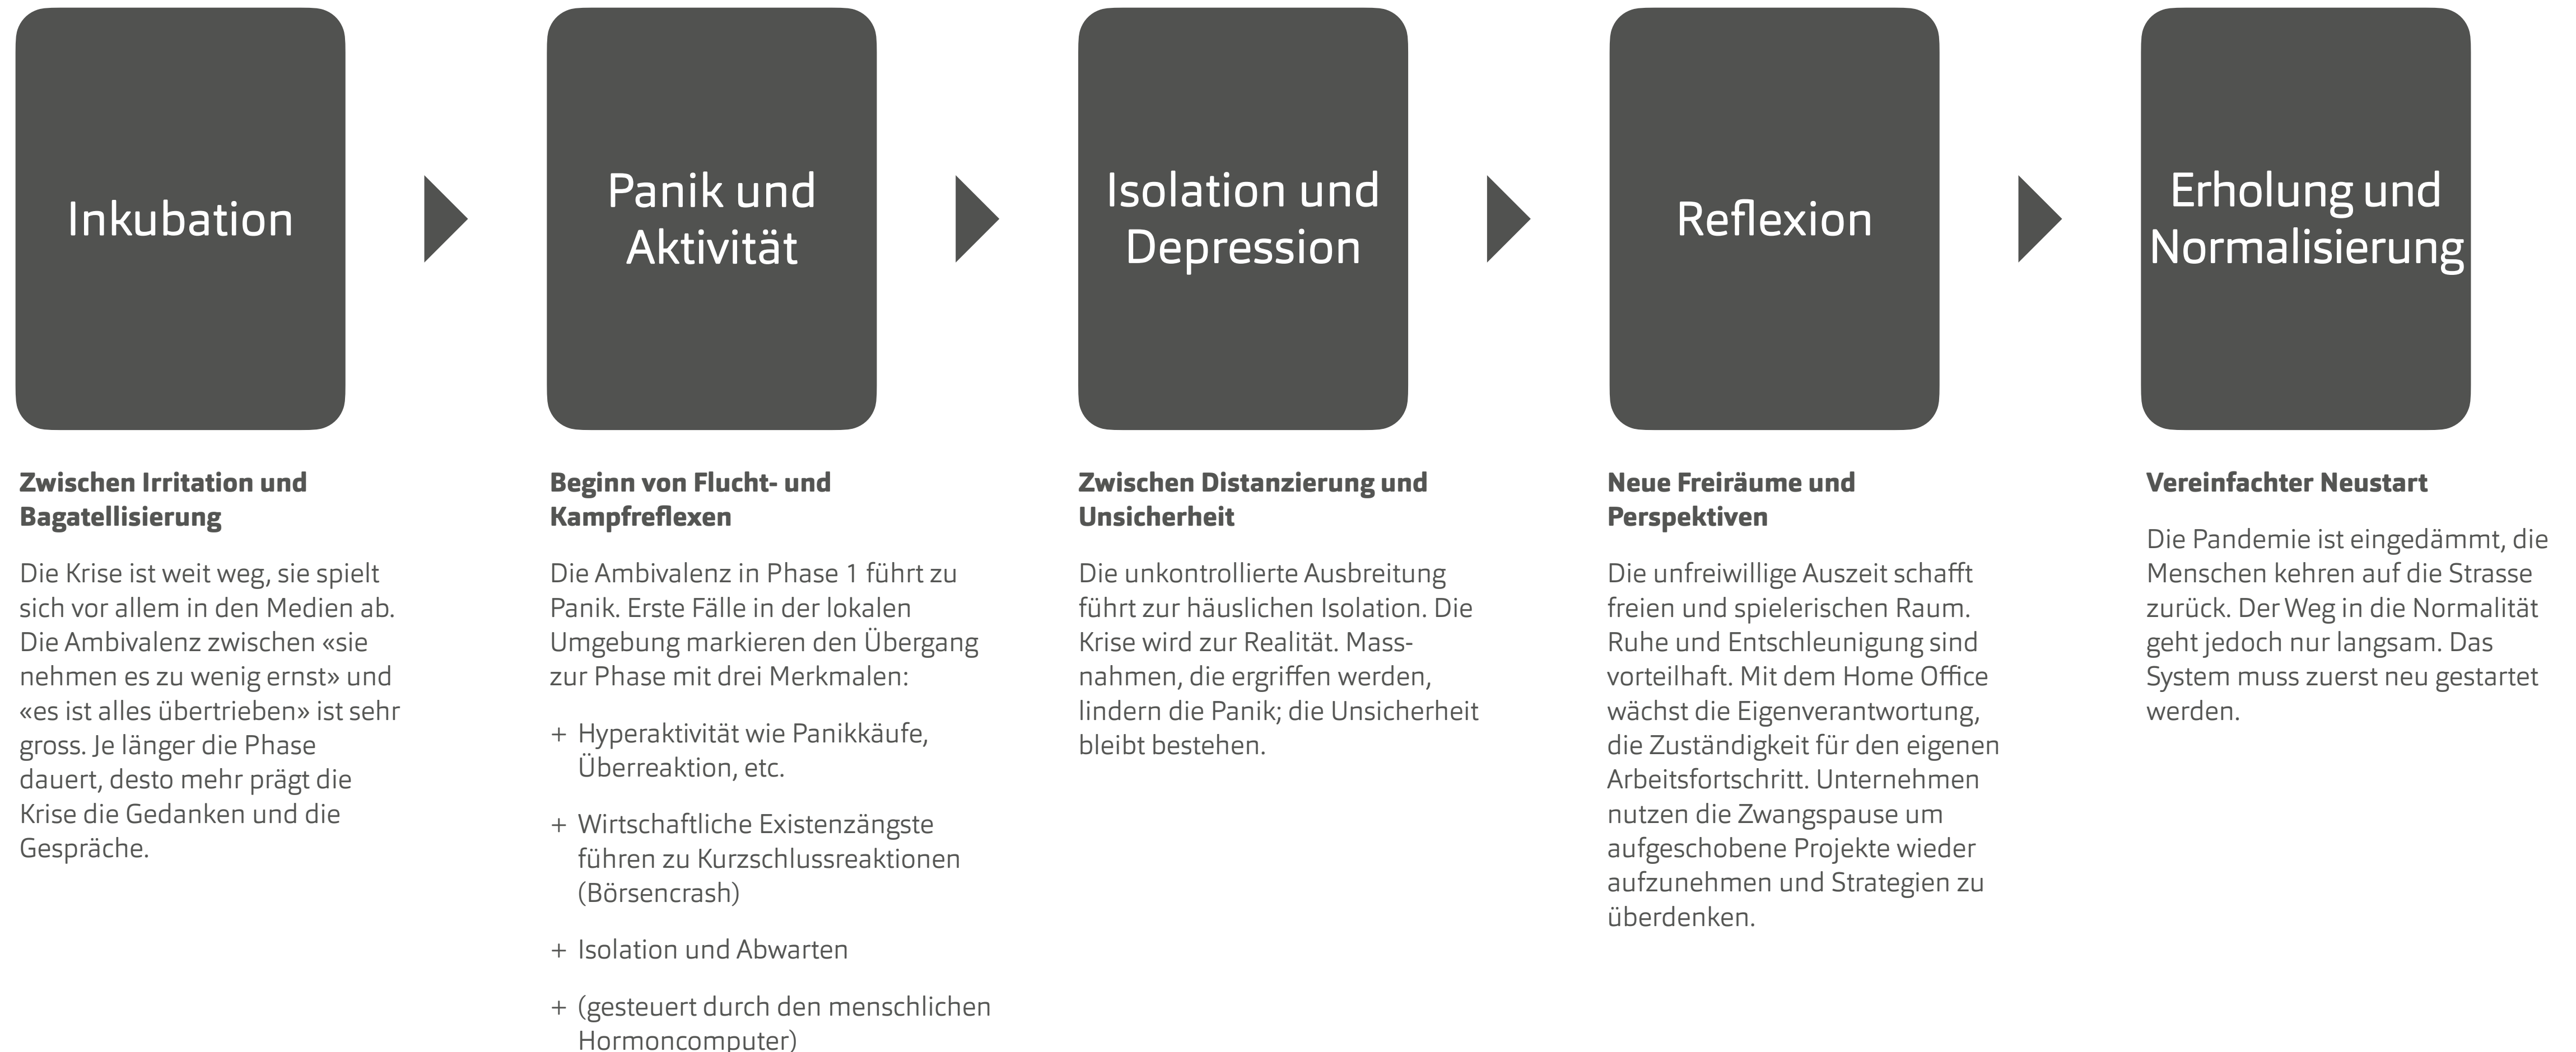 Inkubation
Panik und
Aktivität
Isolation und
Depression
Reflexion
Erholung und
Normalisierung
Zwischen Irritation und
Bagatellisierung
Die Krise ist weit weg, sie spielt
sich vor allem in den Medien ab.
Die Ambivalenz zwischen «sie
nehmen es zu wenig ernst» und
«es ist alles übertrieben» ist sehr
gross. Je länger die Phase
dauert, desto mehr prägt die
Krise die Gedanken und die
Gespräche.
Beginn von Flucht- und
Kampfreflexen
Die Ambivalenz in Phase 1 führt zu
Panik. Erste Fälle in der lokalen
Umgebung markieren den Übergang
zur Phase mit drei Merkmalen:
+ Hyperaktivität wie Panikkäufe,
Überreaktion, etc.
+ Wirtschaftliche Existenzängste
führen zu Kurzschlussreaktionen
(Börsencrash)
+ Isolation und Abwarten
+ (gesteuert durch den menschlichen
Hormoncomputer)
Zwischen Distanzierung und
Unsicherheit
Die unkontrollierte Ausbreitung
führt zur häuslichen Isolation. Die
Krise wird zur Realität. Mass-
nahmen, die ergriffen werden,
lindern die Panik; die Unsicherheit
bleibt bestehen.
Neue Freiräume und
Perspektiven
Die unfreiwillige Auszeit schafft
freien und spielerischen Raum.
Ruhe und Entschleunigung sind
vorteilhaft. Mit dem Home Office
wächst die Eigenverantwortung,
die Zuständigkeit für den eigenen
Arbeitsfortschritt. Unternehmen
nutzen die Zwangspause um
aufgeschobene Projekte wieder
aufzunehmen und Strategien zu
überdenken.
Vereinfachter Neustart
Die Pandemie ist eingedämmt, die
Menschen kehren auf die Strasse
zurück. Der Weg in die Normalität
geht jedoch nur langsam. Das
System muss zuerst neu gestartet
werden.